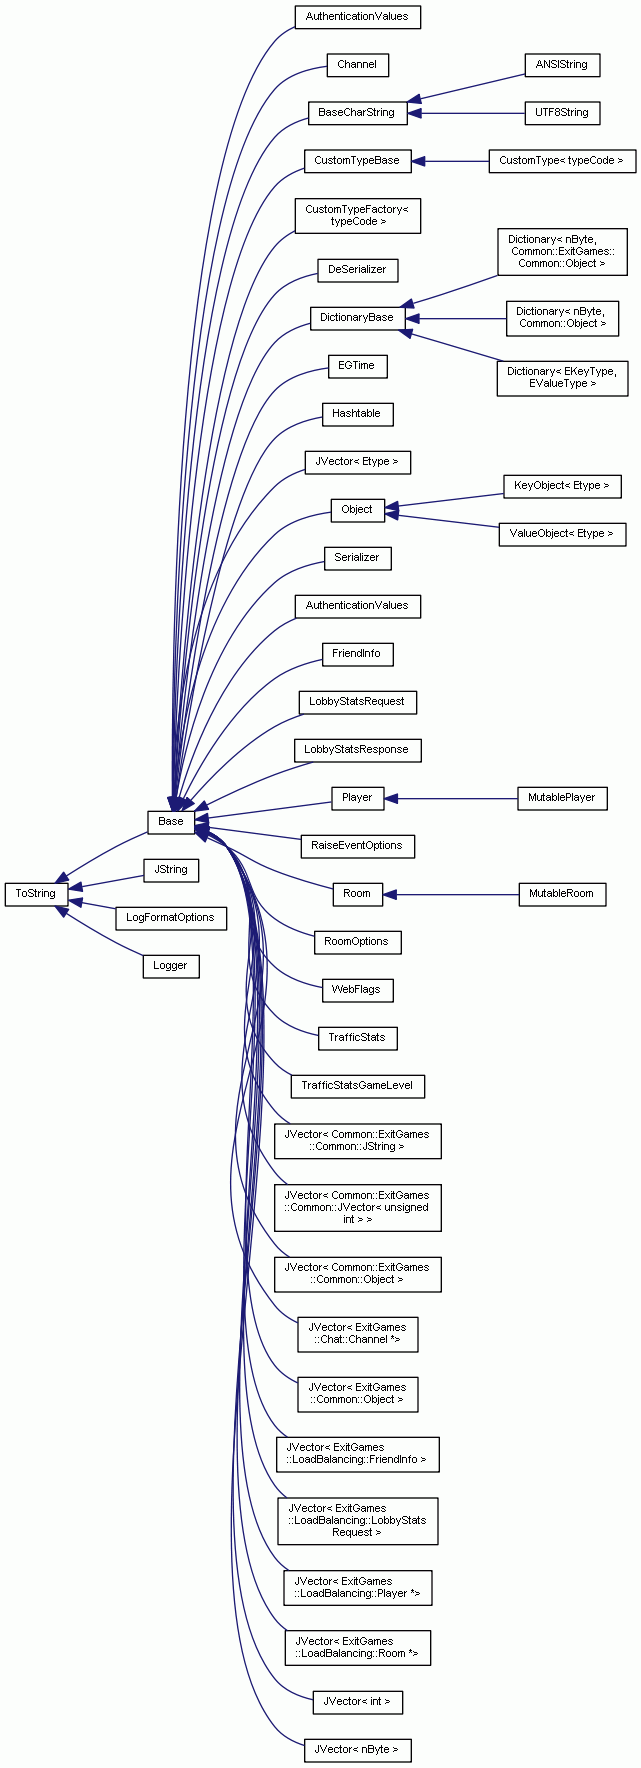 AuthenticationValues
Channel
ANSIString
BaseCharString
UTF8String
CustomTypeBase
CustomType< typeCode >
CustomTypeFactory<
typeCode >
Dictionary< nByte,
Common::ExitGames::
Common::Object >
DeSerializer
DictionaryBase
Dictionary< nByte,
Common::Object >
EGTime
Dictionary< EKeyType,
EValueType >
Hashtable
JVector< Etype >
KeyObject< Etype >
Object
ValueObject< Etype >
Serializer
AuthenticationValues
FriendInfo
LobbyStatsRequest
LobbyStatsResponse
Player
MutablePlayer
Base
RaiseEventOptions
JString
ToString
Room
MutableRoom
LogFormatOptions
RoomOptions
Logger
WebFlags
TrafficStats
TrafficStatsGameLevel
JVector< Common::ExitGames
::Common::JString >
JVector< Common::ExitGames
::Common::JVector< unsigned
int > >
JVector< Common::ExitGames
::Common::Object >
JVector< ExitGames
::Chat::Channel *>
JVector< ExitGames
::Common::Object >
JVector< ExitGames
::LoadBalancing::FriendInfo >
JVector< ExitGames
::LoadBalancing::LobbyStats
Request >
JVector< ExitGames
::LoadBalancing::Player *>
JVector< ExitGames
::LoadBalancing::Room *>
JVector< int >
JVector< nByte >